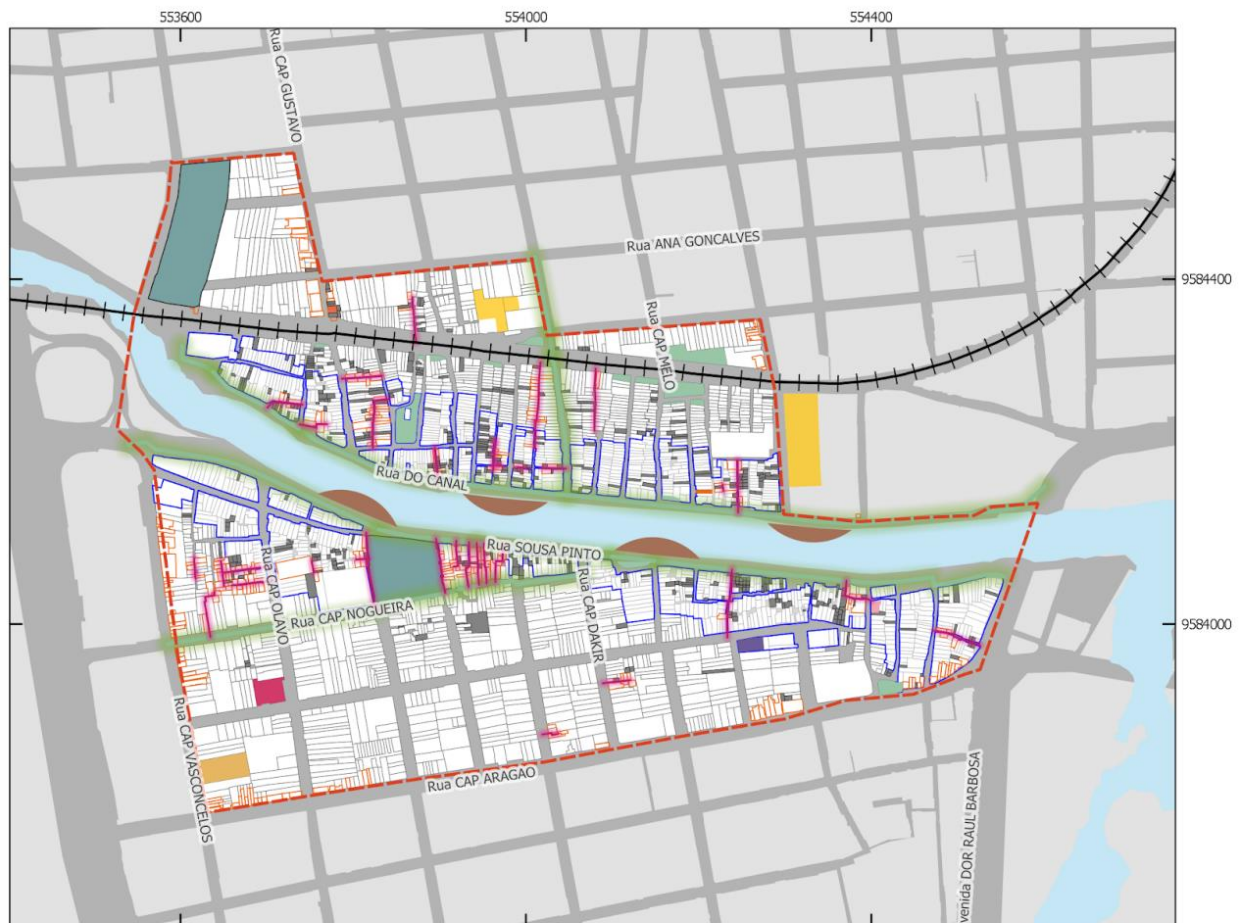 553600
554000
554400
Rua CAP GUSTAVO
Rua ANA GONCALVES
9584400
Rua CAP MELO
Rua DO CANAL
Rua SOUSA PINTO
Rua CAP OLAVO
Rua CAP NOGUEIRA
Rua CAP DAKIR
9584000
Rua CAP VASCONCELOS
Rua CAP ARAGAO
venida DOR RAUL BARBOSA